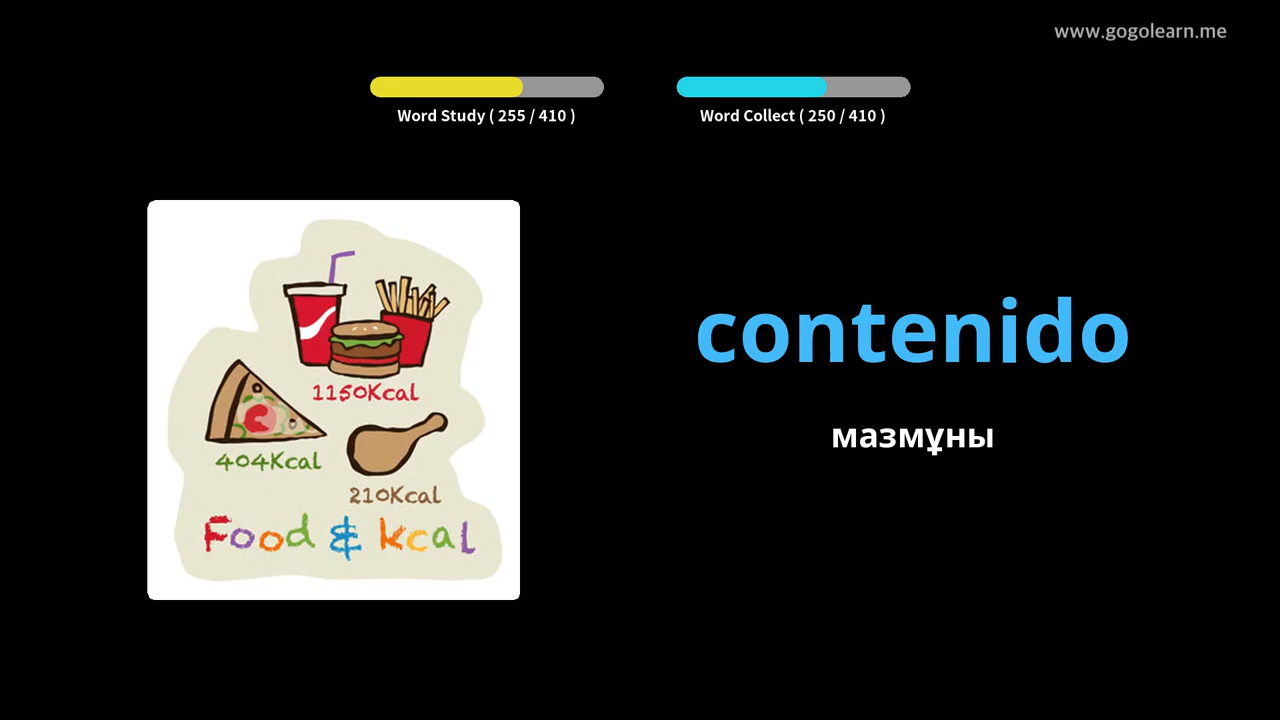 www.gogolearn.me
Word Study ( 255 / 410 )
Word Collect ( 250 / 410 )
1150Kcal
404Kcal
210Kcal
Food & kcal
contenido
мазмұны